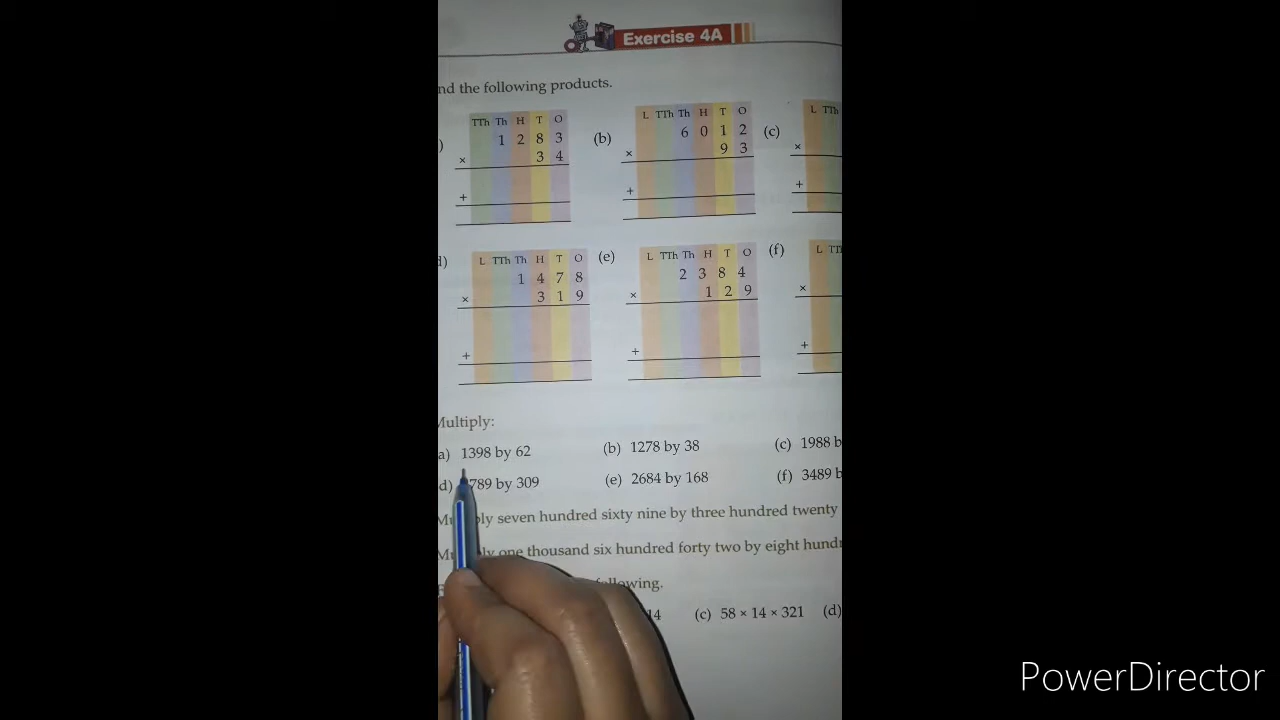 Exercise 4A
nd the following products.
TTh Th H T O
1 2 8 3
× 3 4
+
(b) L TTh Th H T O
6 0 1 2
× 9 3
+
(c) L TTh
×
+
d) L TTh Th H T O
1 4 7 8
× 3 1 9
+
(e) L TTh Th H T O
2 3 8 4
× 1 2 9
+
(f) L TTh
×
+
Multiply:
a) 1398 by 62 (b) 1278 by 38 (c) 1988 b
d) 789 by 309 (e) 2684 by 168 (f) 3489 b
seven hundred sixty nine by three hundred twenty
one thousand six hundred forty two by eight hund
following.
14 (c) 58 × 14 × 321 (d)
PowerDirector